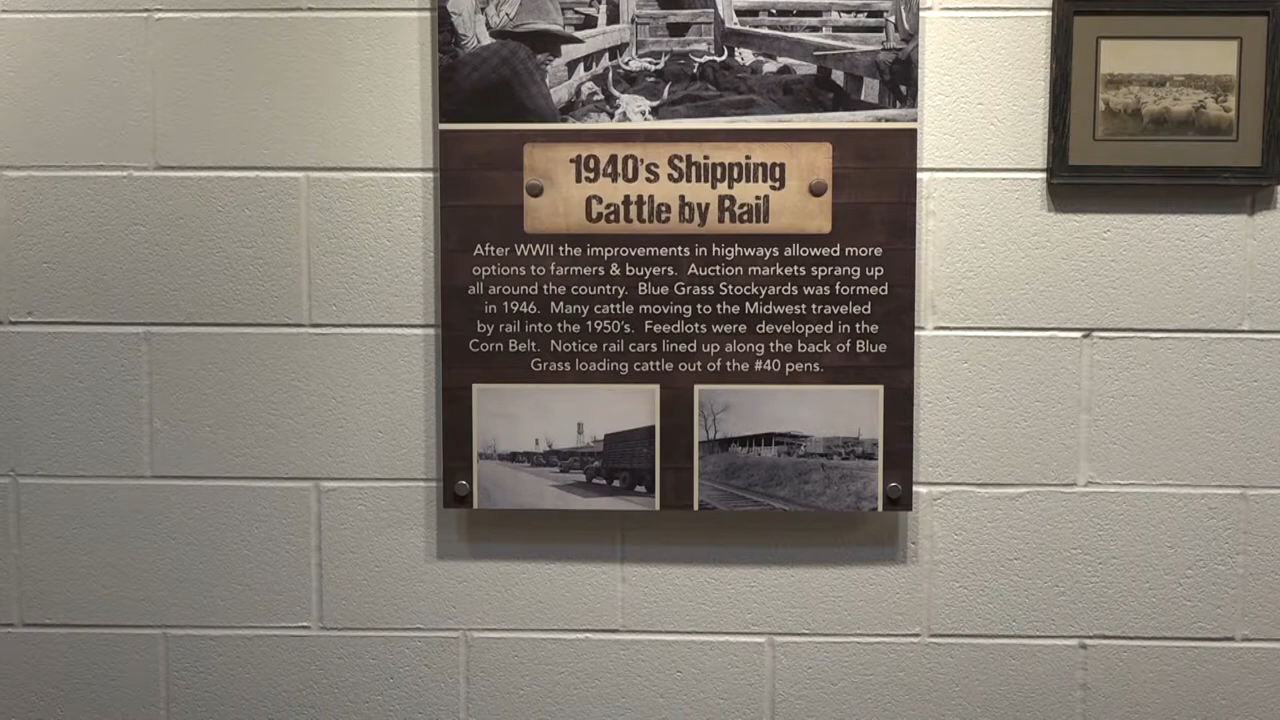 1940's Shipping
Cattle by Rail
After WWII the improvements in highways allowed more
options to farmers & buyers. Auction markets sprang up
all around the country. Blue Grass Stockyards was formed
in 1946. Many cattle moving to the Midwest traveled
by rail into the 1950's. Feedlots were developed in the
Corn Belt. Notice rail cars lined up along the back of Blue
Grass loading cattle out of the #40 pens.